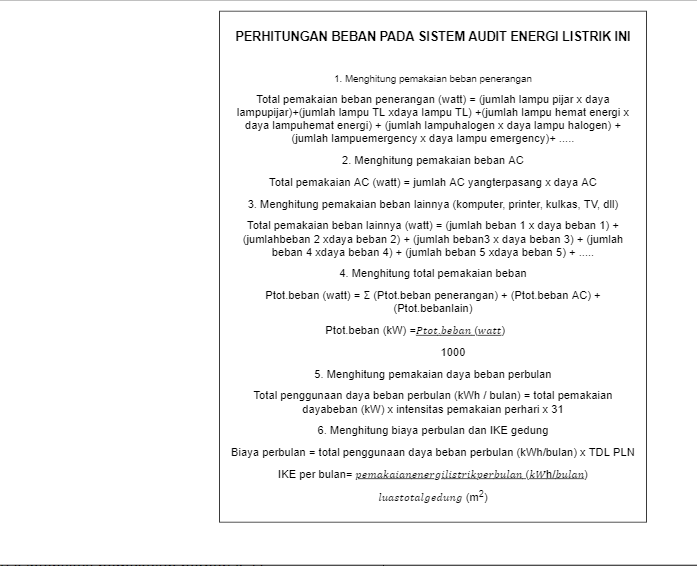 PERHITUNGAN BEBAN PADA SISTEM AUDIT ENERGI LISTRIK INI
1. Menghitung pemakaian beban penerangan
Total pemakaian beban penerangan (watt) = (jumlah lampu pijar x daya
lampupijar)+(jumlah lampu TL xdaya lampu TL) +(jumlah lampu hemat energi x
daya lampuhemat energi) + (jumlah lampuhalogen x daya lampu halogen) +
(jumlah lampuemergency x daya lampu emergency)+ .....
2. Menghitung pemakaian beban AC
Total pemakaian AC (watt) = jumlah AC yangterpasang x daya AC
3. Menghitung pemakaian beban lainnya (komputer, printer, kulkas, TV, dll)
Total pemakaian beban lainnya (watt) = (jumlah beban 1 x daya beban 1) +
(jumlahbeban 2 xdaya beban 2) + (jumlah beban3 x daya beban 3) + (jumlah
beban 4 xdaya beban 4) + (jumlah beban 5 xdaya beban 5) + .....
4. Menghitung total pemakaian beban
Ptot.beban (watt) = Σ (Ptot.beban penerangan) + (Ptot.beban AC) +
(Ptot.bebanlain)
Ptot.beban (kW) =Ptot.beban (watt)
1000
5. Menghitung pemakaian daya beban perbulan
Total penggunaan daya beban perbulan (kWh / bulan) = total pemakaian
dayabeban (kW) x intensitas pemakaian perhari x 31
6. Menghitung biaya perbulan dan IKE gedung
Biaya perbulan = total penggunaan daya beban perbulan (kWh/bulan) x TDL PLN
IKE per bulan= pemakaianenergilistrikperbulan (kWh/bulan)
luastotalgedung (m²)